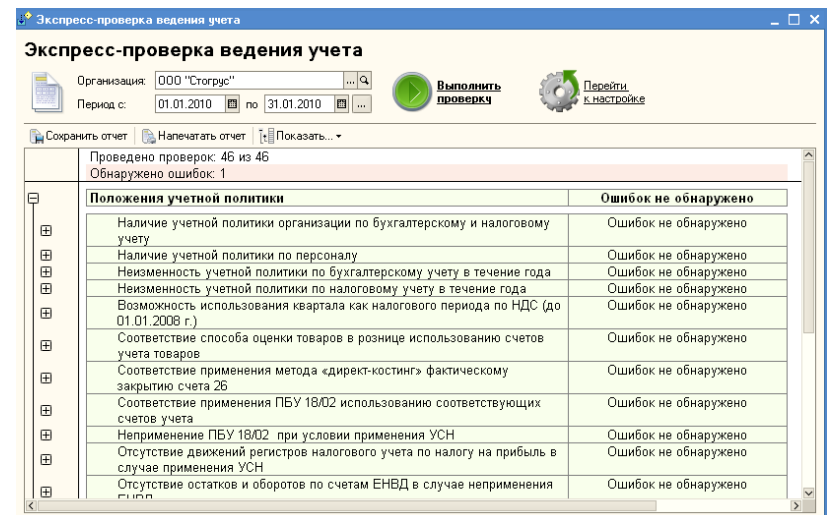 Экспресс-проверка ведения учета
Экспресс-проверка ведения учета
Организация: ООО "Стогрус" ...
Выполнить
проверку
Перейти
к настройке
Период с: 01.01.2010 по 31.01.2010 ...
Сохранить отчет Напечатать отчет Показать...
Проведено проверок: 46 из 46
Обнаружено ошибок: 1
Положения учетной политики Ошибок не обнаружено
Наличие учетной политики организации по бухгалтерскому и налоговому Ошибок не обнаружено
учету
Наличие учетной политики по персоналу Ошибок не обнаружено
Неизменность учетной политики по бухгалтерскому учету в течение года Ошибок не обнаружено
Неизменность учетной политики по налоговому учету в течение года Ошибок не обнаружено
Возможность использования квартала как налогового периода по НДС (до Ошибок не обнаружено
01.01.2008 г.)
Соответствие способа оценки товаров в рознице использованию счетов Ошибок не обнаружено
учета товаров
Соответствие применения метода «директ-костинг» фактическому Ошибок не обнаружено
закрытию счета 26
Соответствие применения ПБУ 18/02 использованию соответствующих Ошибок не обнаружено
счетов учета
Неприменение ПБУ 18/02 при условии применения УСН Ошибок не обнаружено
Отсутствие движений регистров налогового учета по налогу на прибыль в Ошибок не обнаружено
случае применения УСН
Отсутствие остатков и оборотов по счетам ЕНВД в случае неприменения Ошибок не обнаружено